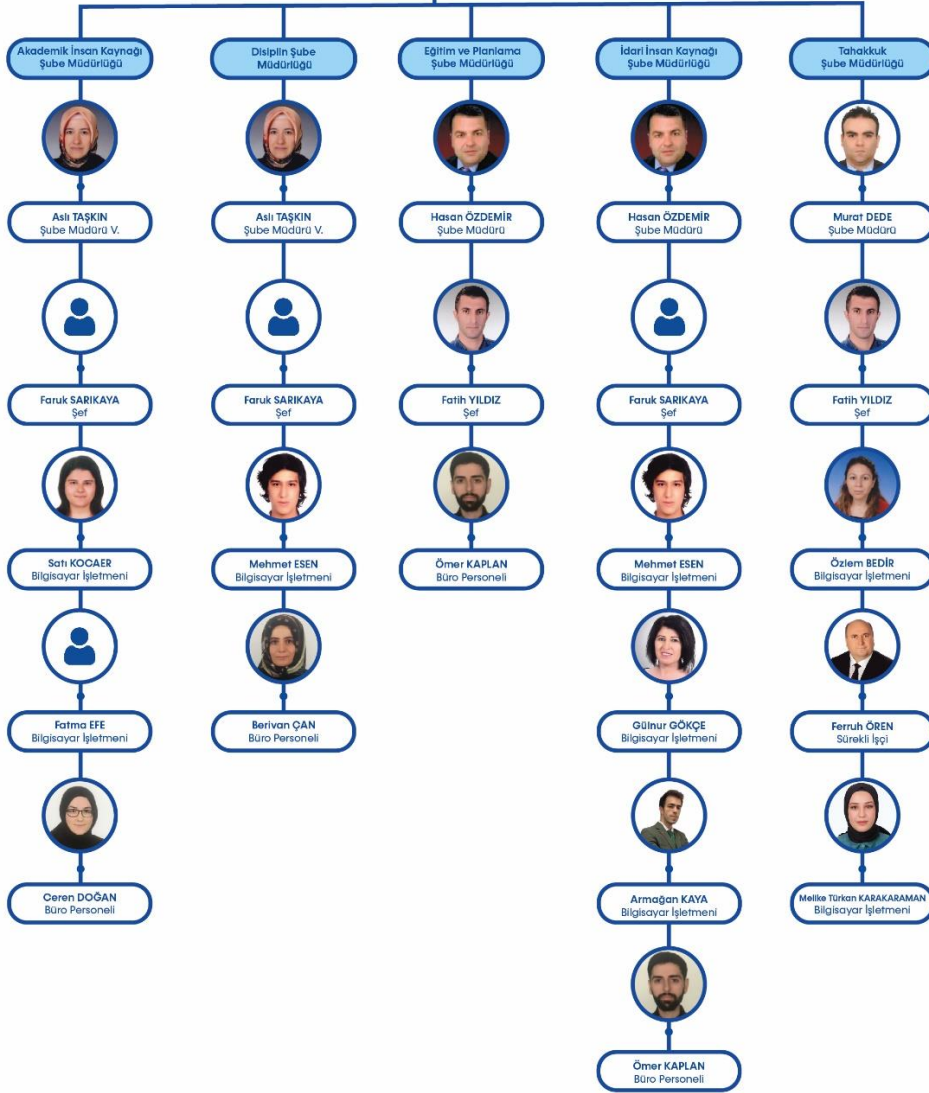 Akademik İnsan Kaynağı
Şube Müdürlüğü
Disiplin Şube
Müdürlüğü
Eğitim ve Planlama
Şube Müdürlüğü
İdari İnsan Kaynağı
Şube Müdürlüğü
Tahakkuk
Şube Müdürlüğü
Aslı TAŞKIN
Şube Müdürü V.
Aslı TAŞKIN
Şube Müdürü V.
Hasan ÖZDEMİR
Şube Müdürü
Hasan ÖZDEMİR
Şube Müdürü
Murat DEDE
Şube Müdürü
Faruk SARIKAYA
Şef
Faruk SARIKAYA
Şef
Fatih YILDIZ
Şef
Faruk SARIKAYA
Şef
Fatih YILDIZ
Şef
Satı KOCAER
Bilgisayar İşletmeni
Mehmet ESEN
Bilgisayar İşletmeni
Ömer KAPLAN
Büro Personeli
Mehmet ESEN
Bilgisayar İşletmeni
Özlem BEDİR
Bilgisayar İşletmeni
Fatma EFE
Bilgisayar İşletmeni
Berivan ÇAN
Büro Personeli
Gülnur GÖKÇE
Bilgisayar İşletmeni
Ferruh ÖREN
Sürekli İşçi
Ceren DOĞAN
Büro Personeli
Armağan KAYA
Bilgisayar İşletmeni
Melike Türkan KARAKARAMAN
Bilgisayar İşletmeni
Ömer KAPLAN
Büro Personeli